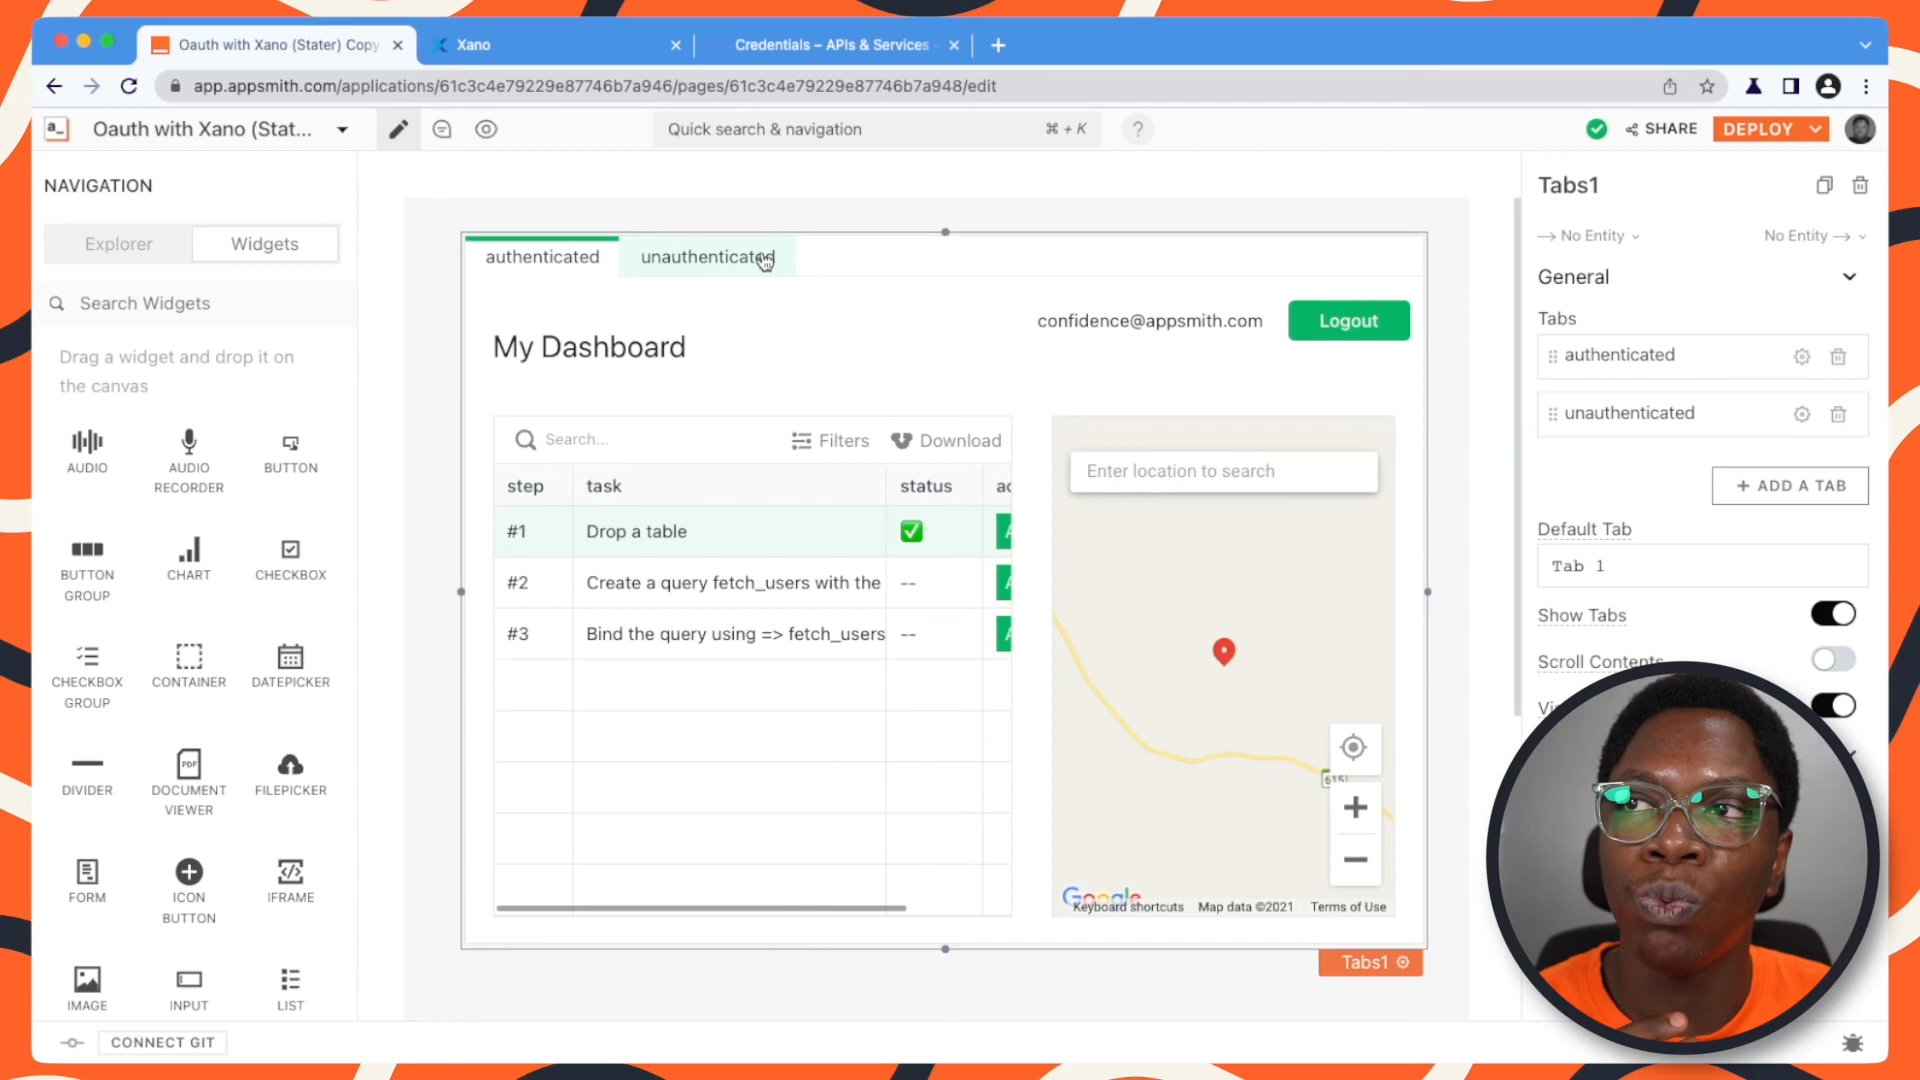 Oauth with Xano (Stater) Copy
Xano
Credentials – APIs & Services
app.appsmith.com/applications/61c3c4e79229e87746b7a946/pages/61c3c4e79229e87746b7a948/edit
a_
Oauth with Xano (Stat...
Quick search & navigation
⌘ + K
?
SHARE
DEPLOY
NAVIGATION
Explorer
Widgets
Search Widgets
Drag a widget and drop it on
the canvas
AUDIO
AUDIO
RECORDER
BUTTON
BUTTON
GROUP
CHART
CHECKBOX
CHECKBOX
GROUP
CONTAINER
DATEPICKER
DIVIDER
PDF
DOCUMENT
VIEWER
FILEPICKER
FORM
ICON
BUTTON
IFRAME
IMAGE
INPUT
LIST
CONNECT GIT
authenticated
unauthenticated
confidence@appsmith.com
Logout
My Dashboard
Search...
Filters
Download
step
task
status
ac
#1
Drop a table
#2
Create a query fetch_users with the
--
#3
Bind the query using => fetch_users
--
Enter location to search
615
Google
Keyboard shortcuts
Map data ©2021
Terms of Use
Tabs1
Tabs1
No Entity
No Entity
General
Tabs
authenticated
unauthenticated
+ ADD A TAB
Default Tab
Tab 1
Show Tabs
Scroll Contents